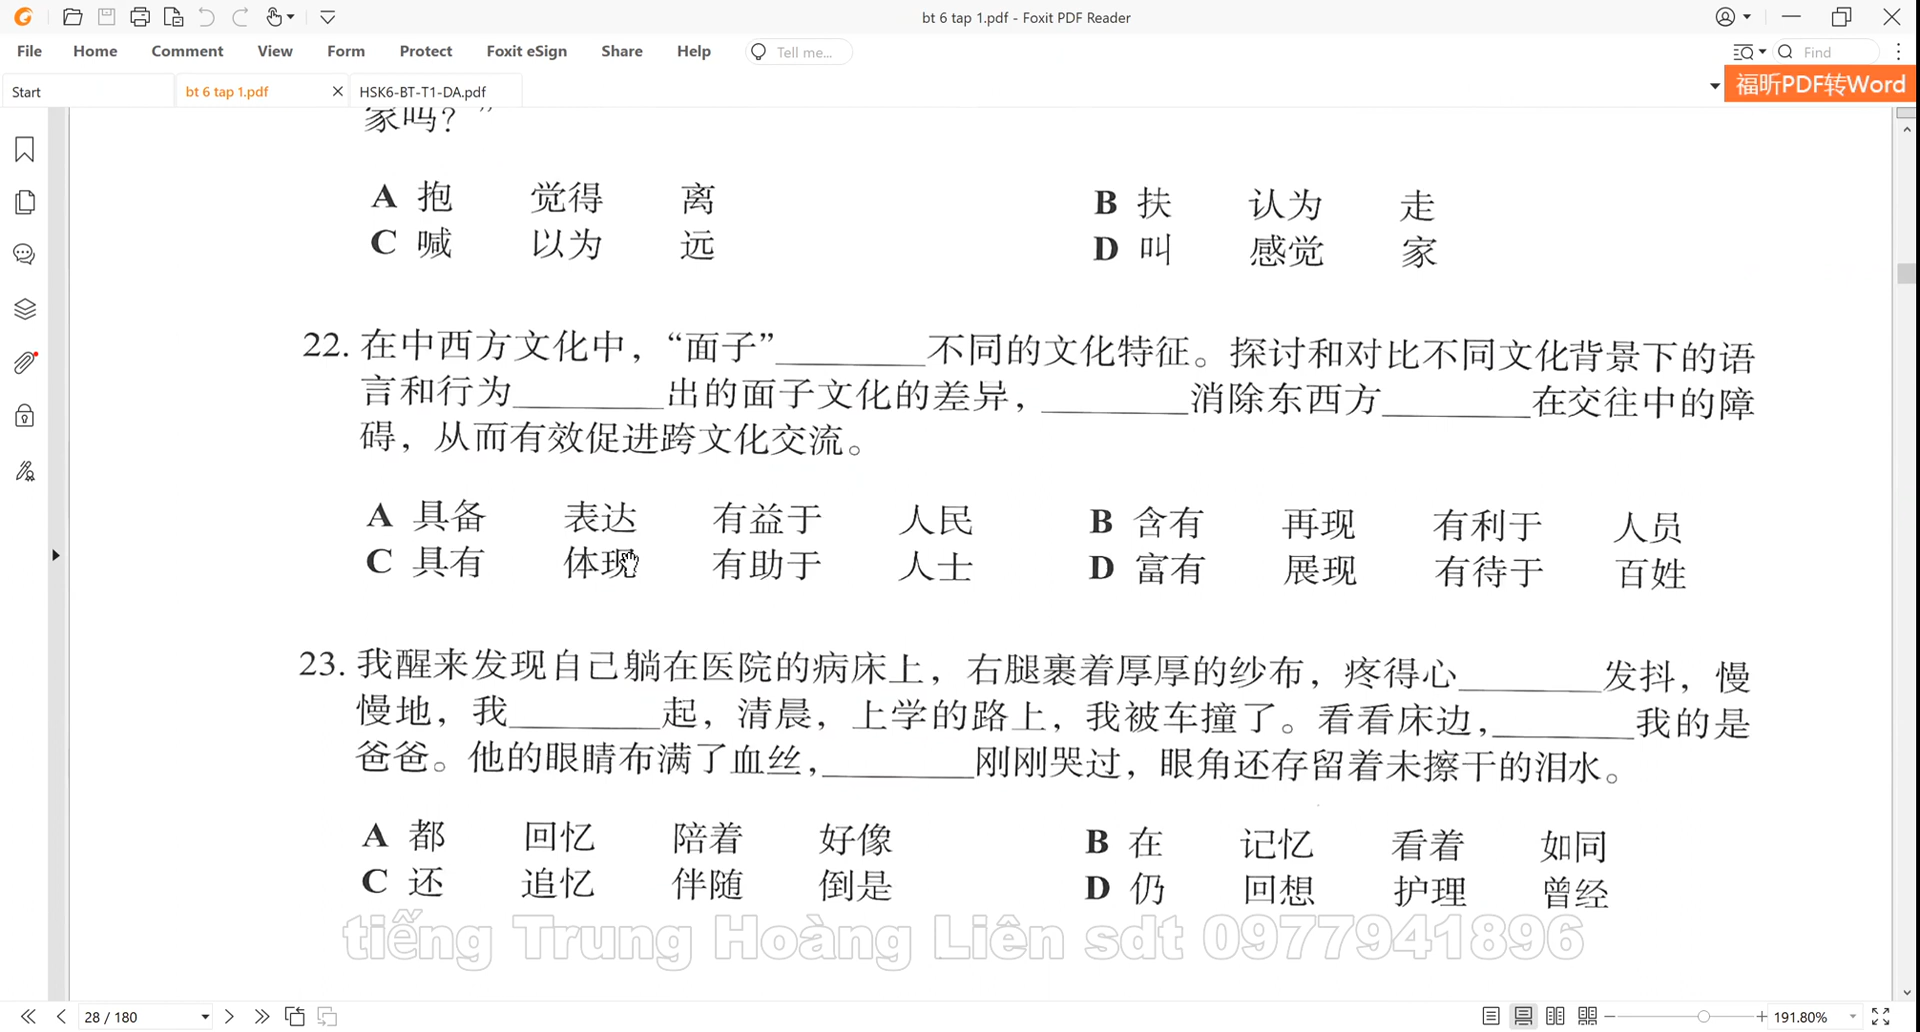 bt 6 tap 1.pdf - Foxit PDF Reader
File Home Comment View Form Protect Foxit eSign Share Help Tell me... Find
Start bt 6 tap 1.pdf HSK6-BT-T1-DA.pdf 福昕PDF转Word
家吗？”
A 抱 觉得 离 B 扶 认为 走
C 喊 以为 远 D 叫 感觉 家
22. 在中西方文化中，“面子”________不同的文化特征。探讨和对比不同文化背景下的语
言和行为________出的面子文化的差异，________消除东西方________在交往中的障
碍，从而有效促进跨文化交流。
A 具备 表达 有益于 人民 B 含有 再现 有利于 人员
C 具有 体现 有助于 人士 D 富有 展现 有待于 百姓
23. 我醒来发现自己躺在医院的病床上，右腿裹着厚厚的纱布，疼得心________发抖，慢
慢地，我________起，清晨，上学的路上，我被车撞了。看看床边，________我的是
爸爸。他的眼睛布满了血丝，________刚刚哭过，眼角还存留着未擦干的泪水。
A 都 回忆 陪着 好像 B 在 记忆 看着 如同
C 还 追忆 伴随 倒是 D 仍 回想 护理 曾经
tiếng Trung Hoàng Liên sdt 0977941896
28 / 180 191.80%